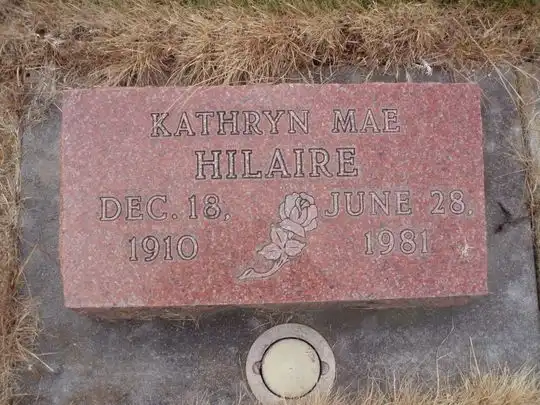 KATHRYN MAE
HILAIRE
DEC. 18, JUNE 28,
1910 1981